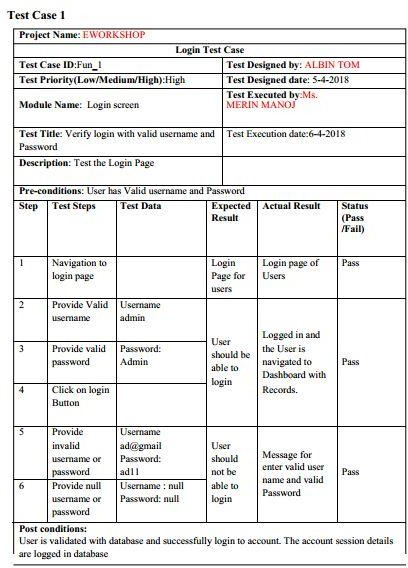 Test Case 1
Project Name: EWORKSHOP
Login Test Case
Test Case ID:Fun_1
Test Designed by: ALBIN TOM
Test Priority(Low/Medium/High):High
Test Designed date: 5-4-2018
Module Name: Login screen
Test Executed by:Ms.
MERIN MANOJ
Test Title: Verify login with valid username and
Password
Test Execution date:6-4-2018
Description: Test the Login Page
Pre-conditions: User has Valid username and Password
Step
Test Steps
Test Data
Expected
Result
Actual Result
Status
(Pass
/Fail)
1
Navigation to
login page
Login
Page for
users
Login page of
Users
Pass
2
Provide Valid
username
Username
admin
3
Provide valid
password
Password:
Admin
4
Click on login
Button
User
should be
able to
login
Logged in and
the User is
navigated to
Dashboard with
Records.
Pass
5
Provide
invalid
username or
password
Username
ad@gmail
Password:
ad11
6
Provide null
username or
password
Username : null
Password: null
User
should
not be
able to
login
Message for
enter valid user
name and valid
Password
Pass
Post conditions:
User is validated with database and successfully login to account. The account session details
are logged in database